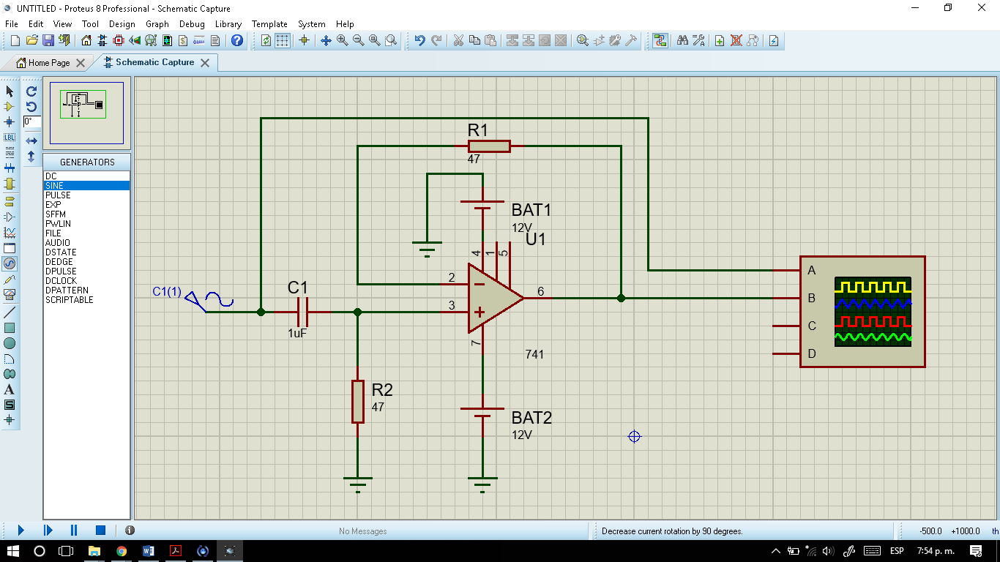 UNTITLED - Proteus 8 Professional - Schematic Capture
File Edit View Tool Design Graph Debug Library Template System Help
Home Page Schematic Capture
0°
LBL
GENERATORS
DC
SINE
PULSE
EXP
SFFM
PWLIN
FILE
AUDIO
DSTATE
DEDGE
DPULSE
DCLOCK
DPATTERN
SCRIPTABLE
A
S
R1
47
BAT1
12V
U1
4 1 5
2
3
6
7
741
C1(1)
C1
1uF
R2
47
BAT2
12V
A
B
C
D
No Messages
Decrease current rotation by 90 degrees.
-500.0 +1000.0 th
ESP 7:54 p. m.